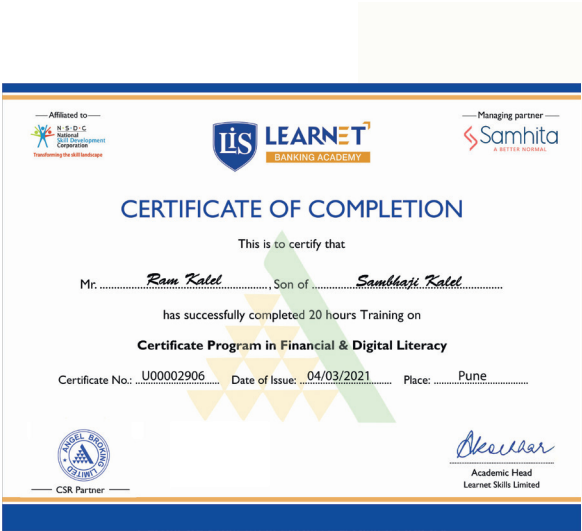 Affiliated to
N·S·D·C
National
Skill Development
Corporation
Transforming the skill landscape
LIS
LEARNET
BANKING ACADEMY
Managing partner
Samhita
A BETTER NORMAL
CERTIFICATE OF COMPLETION
This is to certify that
Mr. Ram Kalel, Son of Sambhaji Kalel
has successfully completed 20 hours Training on
Certificate Program in Financial & Digital Literacy
Certificate No.: U00002906 Date of Issue: 04/03/2021 Place: Pune
ANGEL BROKING LIMITED
CSR Partner
Academic Head
Learnet Skills Limited